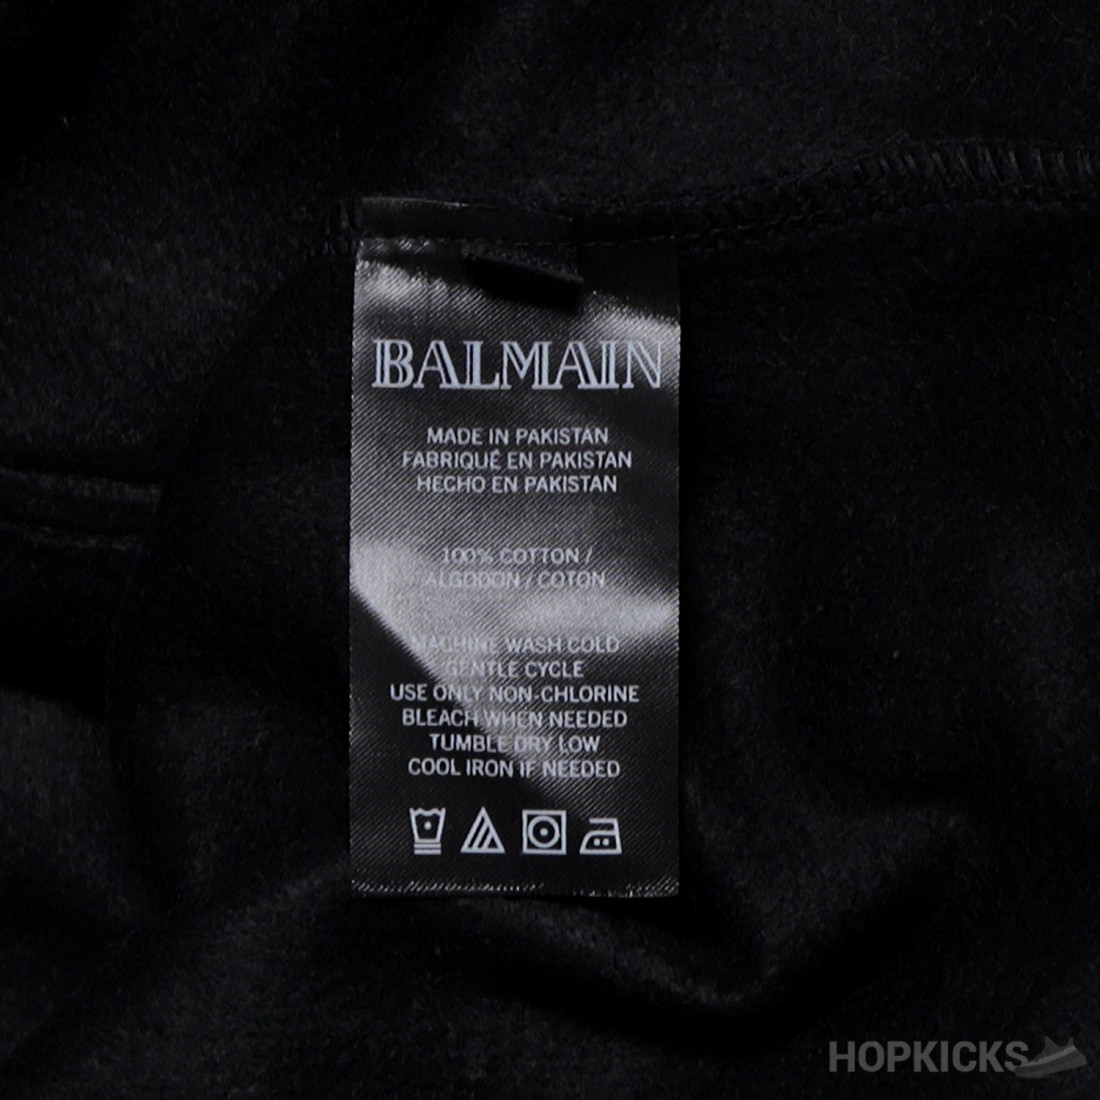 BALMAIN
MADE IN PAKISTAN
FABRIQUÉ EN PAKISTAN
HECHO EN PAKISTAN
100% COTTON /
ALGODON / COTON
MACHINE WASH COLD
GENTLE CYCLE
USE ONLY NON-CHLORINE
BLEACH WHEN NEEDED
TUMBLE DRY LOW
COOL IRON IF NEEDED
HOPKICKS